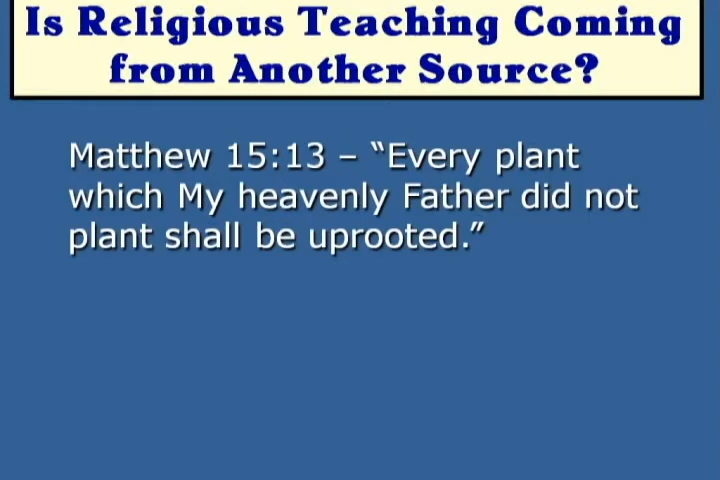 Is Religious Teaching Coming
from Another Source?
Matthew 15:13 – “Every plant
which My heavenly Father did not
plant shall be uprooted.”